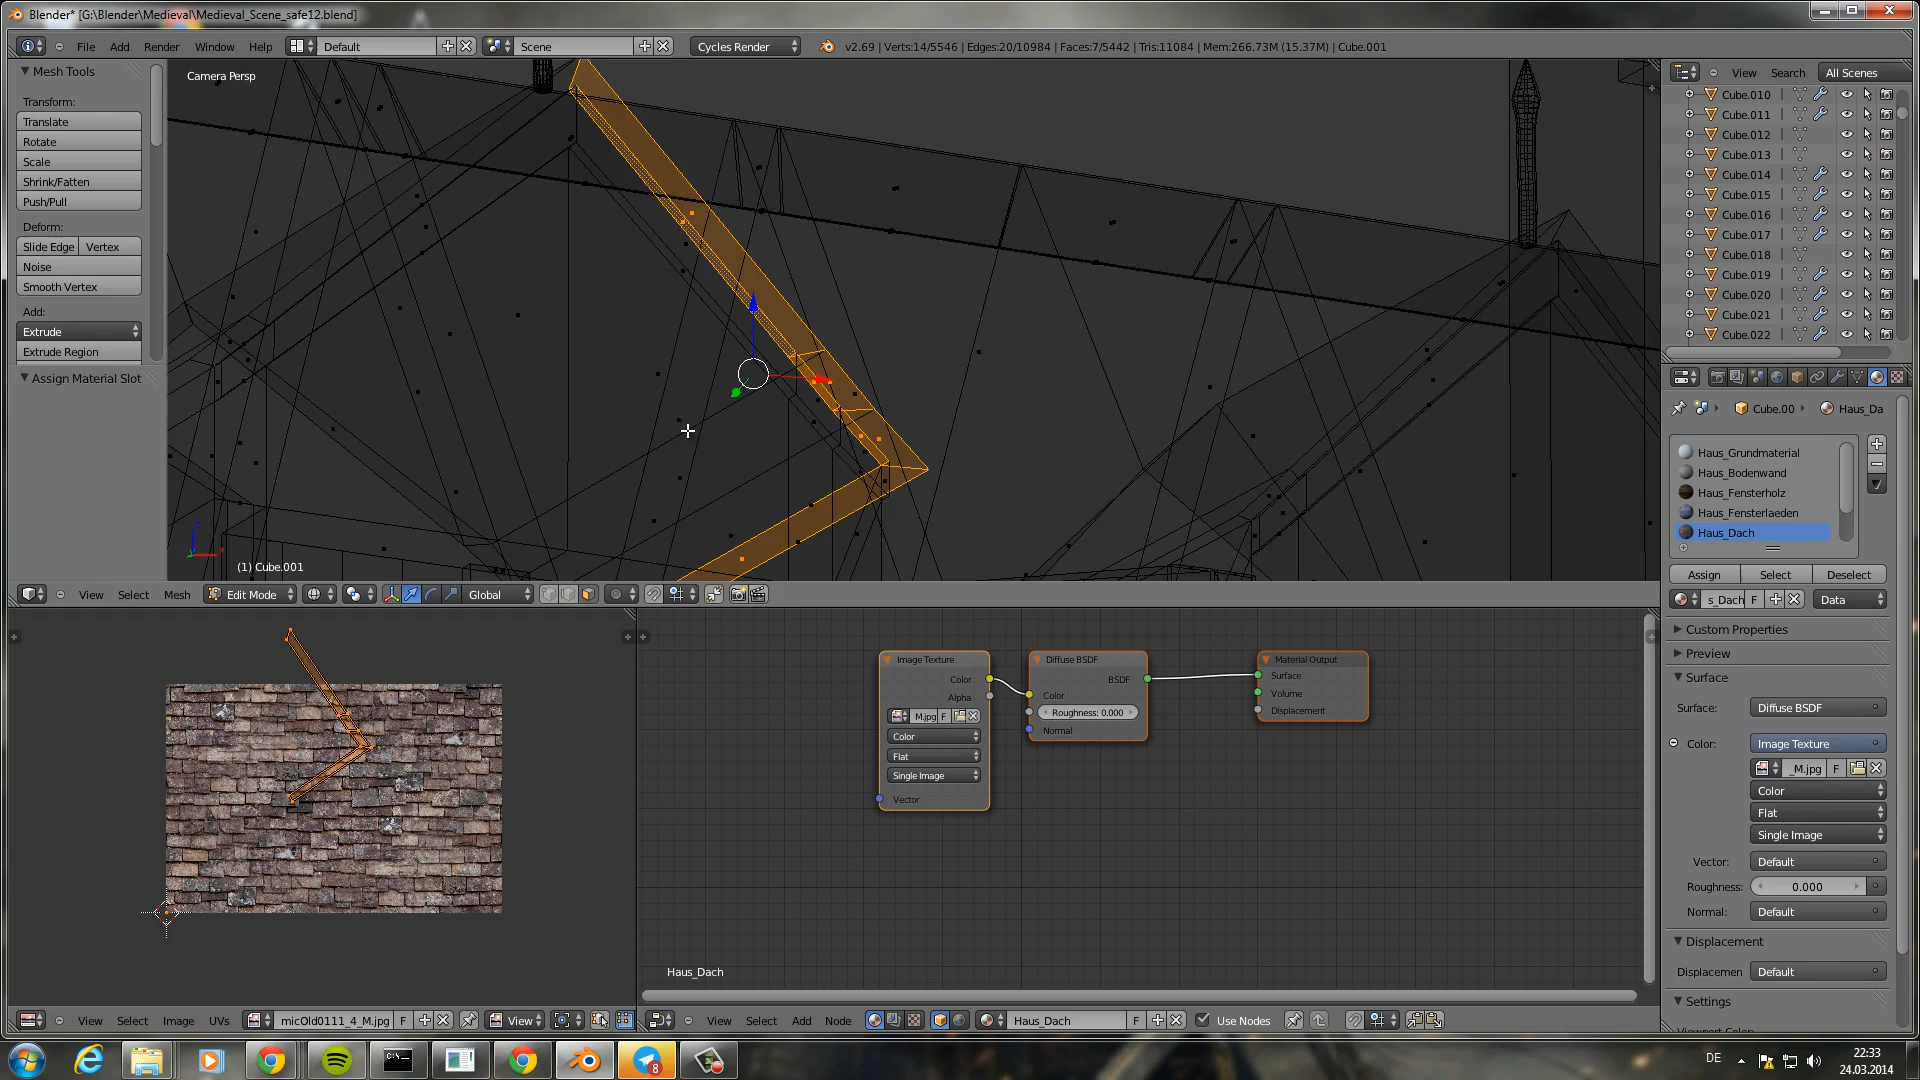 Blender* [G:\Blender\Medieval\Medieval_Scene_safe12.blend]
File Add Render Window Help Default Scene Cycles Render v2.69 | Verts:14/5546 | Edges:20/10984 | Faces:7/5442 | Tris:11084 | Mem:266.73M (15.37M) | Cube.001
Mesh Tools
Transform:
Translate
Rotate
Scale
Shrink/Fatten
Push/Pull
Deform:
Slide Edge Vertex
Noise
Smooth Vertex
Add:
Extrude
Extrude Region
Assign Material Slot
Camera Persp
(1) Cube.001
View Select Mesh Edit Mode Global
View Search All Scenes
Cube.010
Cube.011
Cube.012
Cube.013
Cube.014
Cube.015
Cube.016
Cube.017
Cube.018
Cube.019
Cube.020
Cube.021
Cube.022
Cube.00 Haus_Da
Haus_Grundmaterial
Haus_Bodenwand
Haus_Fensterholz
Haus_Fensterlaeden
Haus_Dach
Assign Select Deselect
s_Dach F Data
Custom Properties
Preview
Surface
Surface: Diffuse BSDF
Color: Image Texture
_M.jpg F
Color
Flat
Single Image
Vector: Default
Roughness: 0.000
Normal: Default
Displacement
Displacemen Default
Settings
Image Texture
Color
Alpha
M.jpg F
Color
Flat
Single Image
Vector
Diffuse BSDF
BSDF
Color
Roughness: 0.000
Normal
Material Output
Surface
Volume
Displacement
Haus_Dach
View Select Image UVs micOld0111_4_M.jpg F View
View Select Add Node Haus_Dach F Use Nodes
C:\
8
DE
22:33
24.03.2014